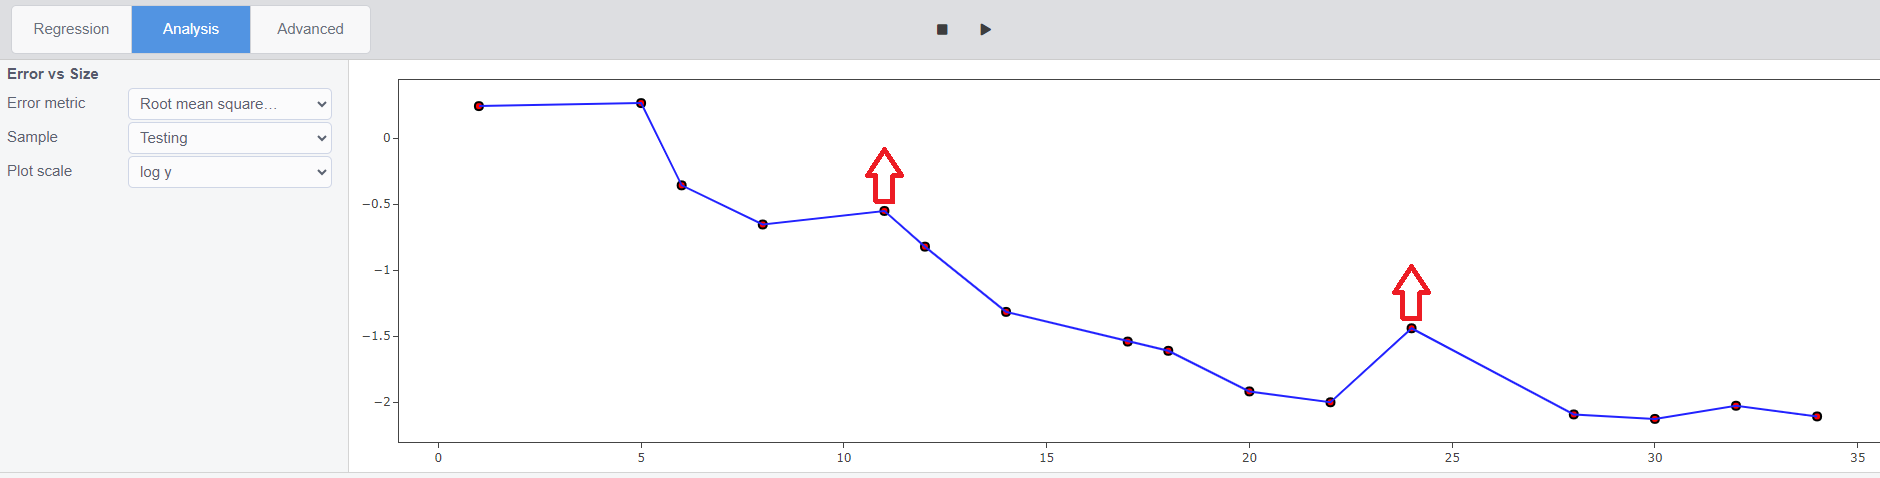 Regression Analysis Advanced
Error vs Size
Error metric Root mean square...
Sample Testing
Plot scale log y
0
−0.5
−1
−1.5
−2
0 5 10 15 20 25 30 35